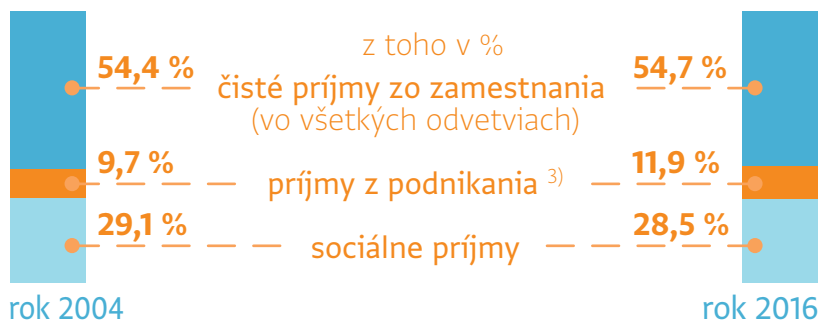 z toho v %
54,4 % čisté príjmy zo zamestnania 54,7 %
(vo všetkých odvetviach)
9,7 % príjmy z podnikania 3) 11,9 %
29,1 % sociálne príjmy 28,5 %
rok 2004 rok 2016